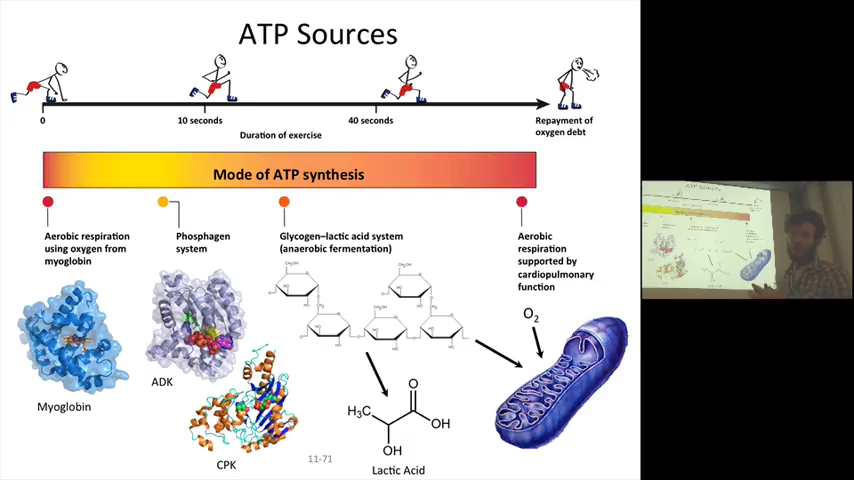 ATP Sources
0
10 seconds
40 seconds
Repayment of
oxygen debt
Duration of exercise
Mode of ATP synthesis
Aerobic respiration
using oxygen from
myoglobin
Phosphagen
system
Glycogen–lactic acid system
(anaerobic fermentation)
Aerobic
respiration
supported by
cardiopulmonary
function
O2
Myoglobin
ADK
CPK
11-71
H3C
O
OH
OH
Lactic Acid
ATP Sources